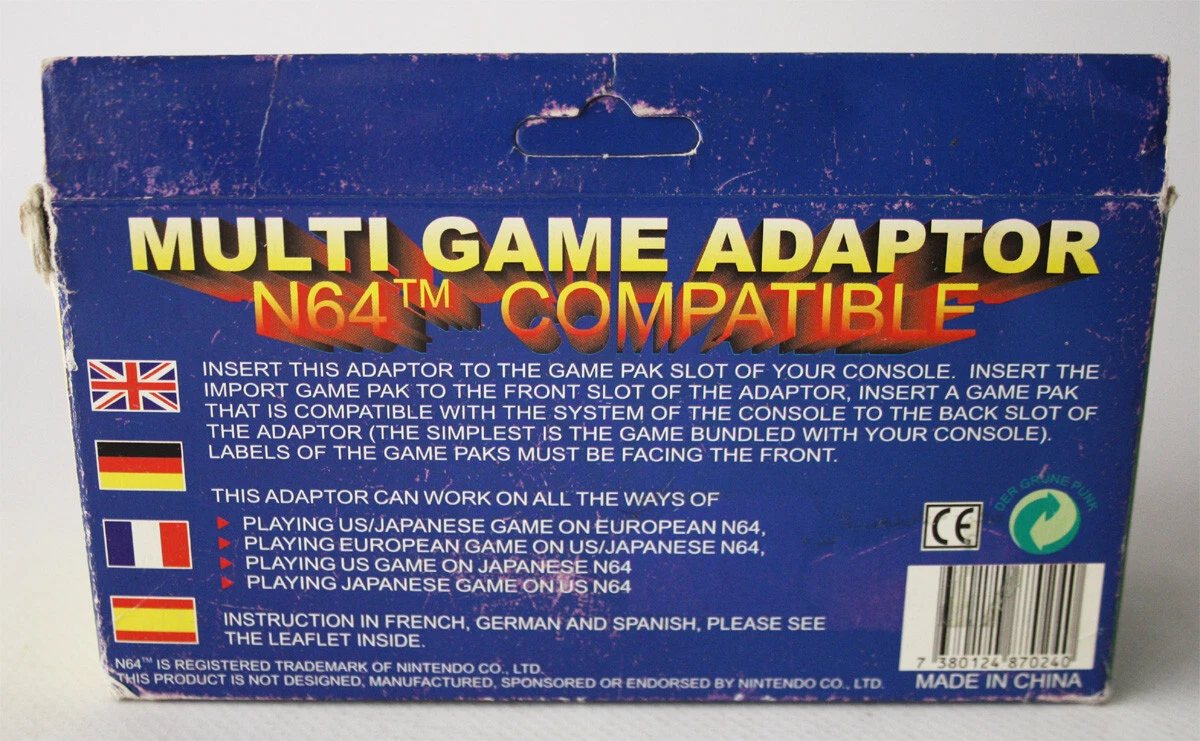 MULTI GAME ADAPTOR
N64™ COMPATIBLE
INSERT THIS ADAPTOR TO THE GAME PAK SLOT OF YOUR CONSOLE. INSERT THE
IMPORT GAME PAK TO THE FRONT SLOT OF THE ADAPTOR, INSERT A GAME PAK
THAT IS COMPATIBLE WITH THE SYSTEM OF THE CONSOLE TO THE BACK SLOT OF
THE ADAPTOR (THE SIMPLEST IS THE GAME BUNDLED WITH YOUR CONSOLE).
LABELS OF THE GAME PAKS MUST BE FACING THE FRONT.
THIS ADAPTOR CAN WORK ON ALL THE WAYS OF
PLAYING US/JAPANESE GAME ON EUROPEAN N64,
PLAYING EUROPEAN GAME ON US/JAPANESE N64,
PLAYING US GAME ON JAPANESE N64
PLAYING JAPANESE GAME ON US N64
INSTRUCTION IN FRENCH, GERMAN AND SPANISH, PLEASE SEE
THE LEAFLET INSIDE.
N64™ IS REGISTERED TRADEMARK OF NINTENDO CO., LTD.
THIS PRODUCT IS NOT DESIGNED, MANUFACTURED, SPONSORED OR ENDORSED BY NINTENDO CO., LTD.
CE
DER GRÜNE PUNK
7 380124 870240
MADE IN CHINA